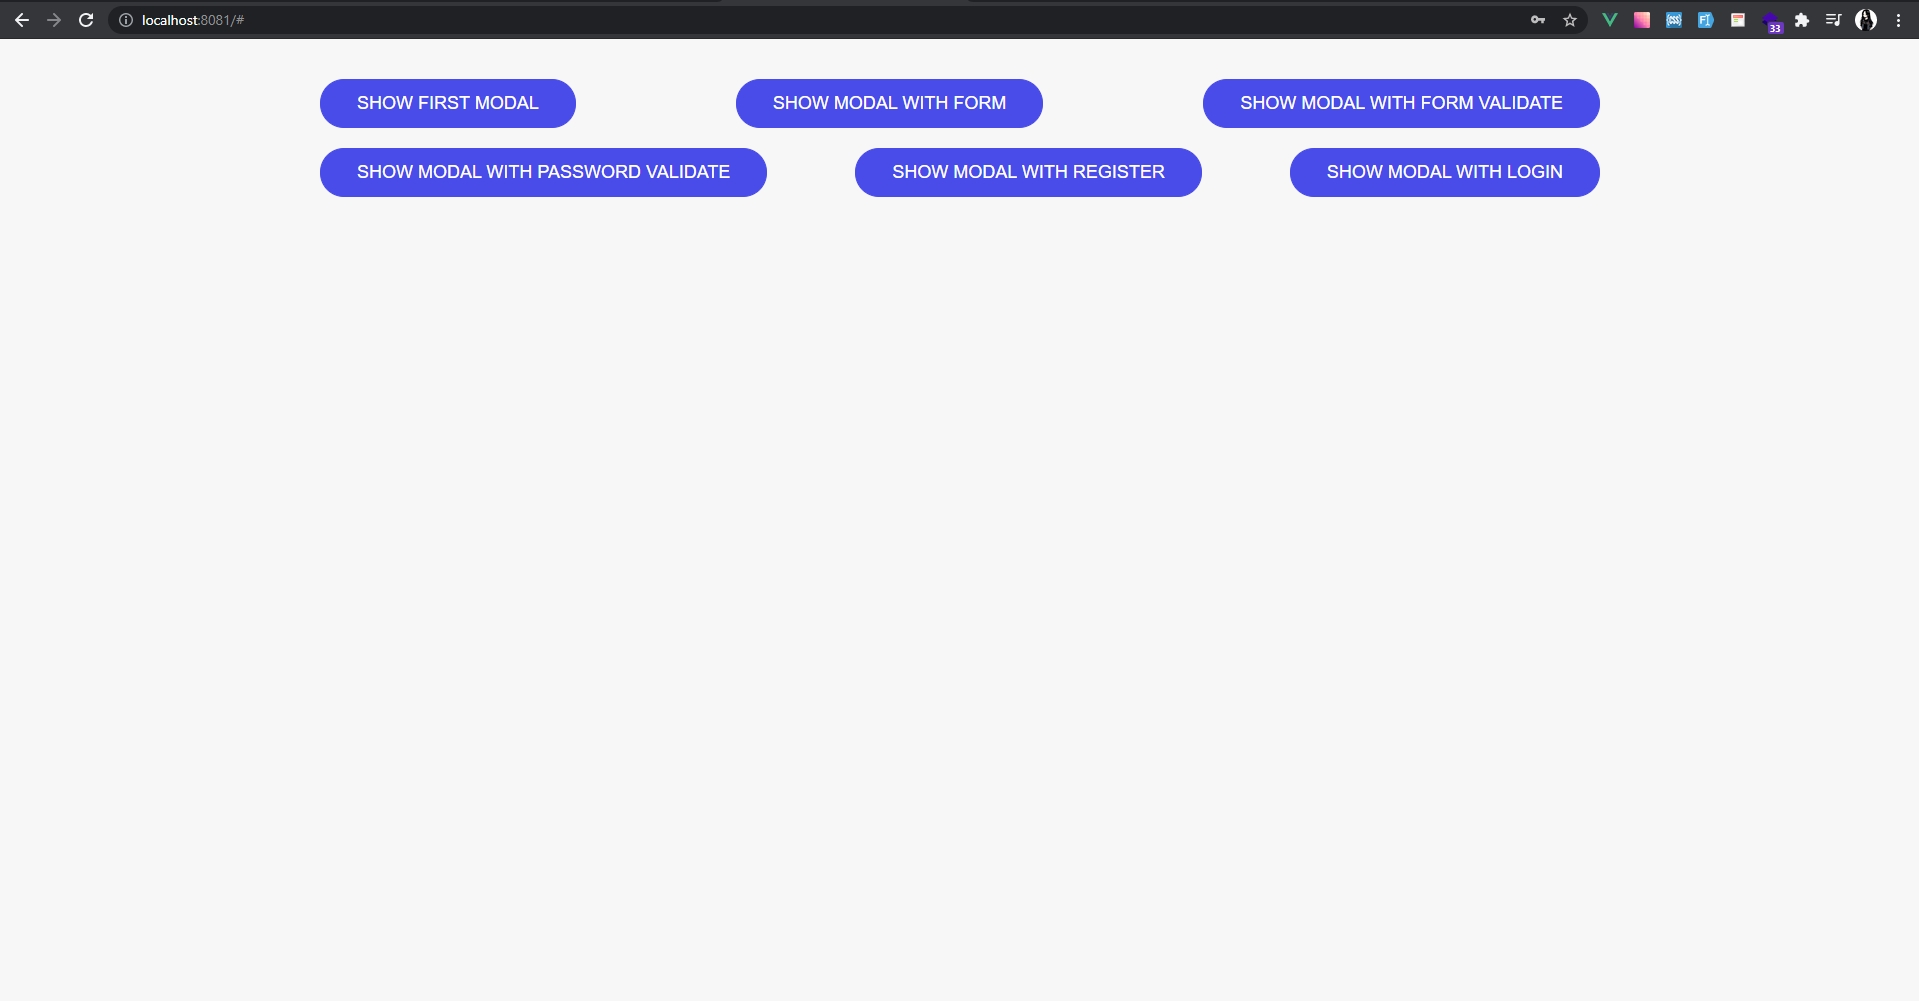 localhost:8081/#
33
SHOW FIRST MODAL
SHOW MODAL WITH FORM
SHOW MODAL WITH FORM VALIDATE
SHOW MODAL WITH PASSWORD VALIDATE
SHOW MODAL WITH REGISTER
SHOW MODAL WITH LOGIN